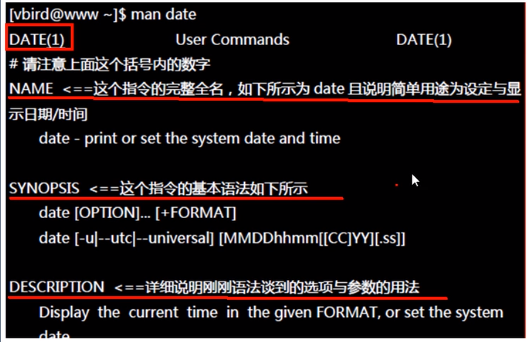 [vbird@www ~]$ man date
DATE(1) User Commands DATE(1)
# 请注意上面这个括号内的数字
NAME <==这个指令的完整全名，如下所示为 date 且说明简单用途为设定与显
示日期/时间
date - print or set the system date and time
SYNOPSIS <==这个指令的基本语法如下所示
date [OPTION]... [+FORMAT]
date [-u|--utc|--universal] [MMDDhhmm[[CC]YY][.ss]]
DESCRIPTION <==详细说明刚刚语法谈到的选项与参数的用法
Display the current time in the given FORMAT, or set the system
date.